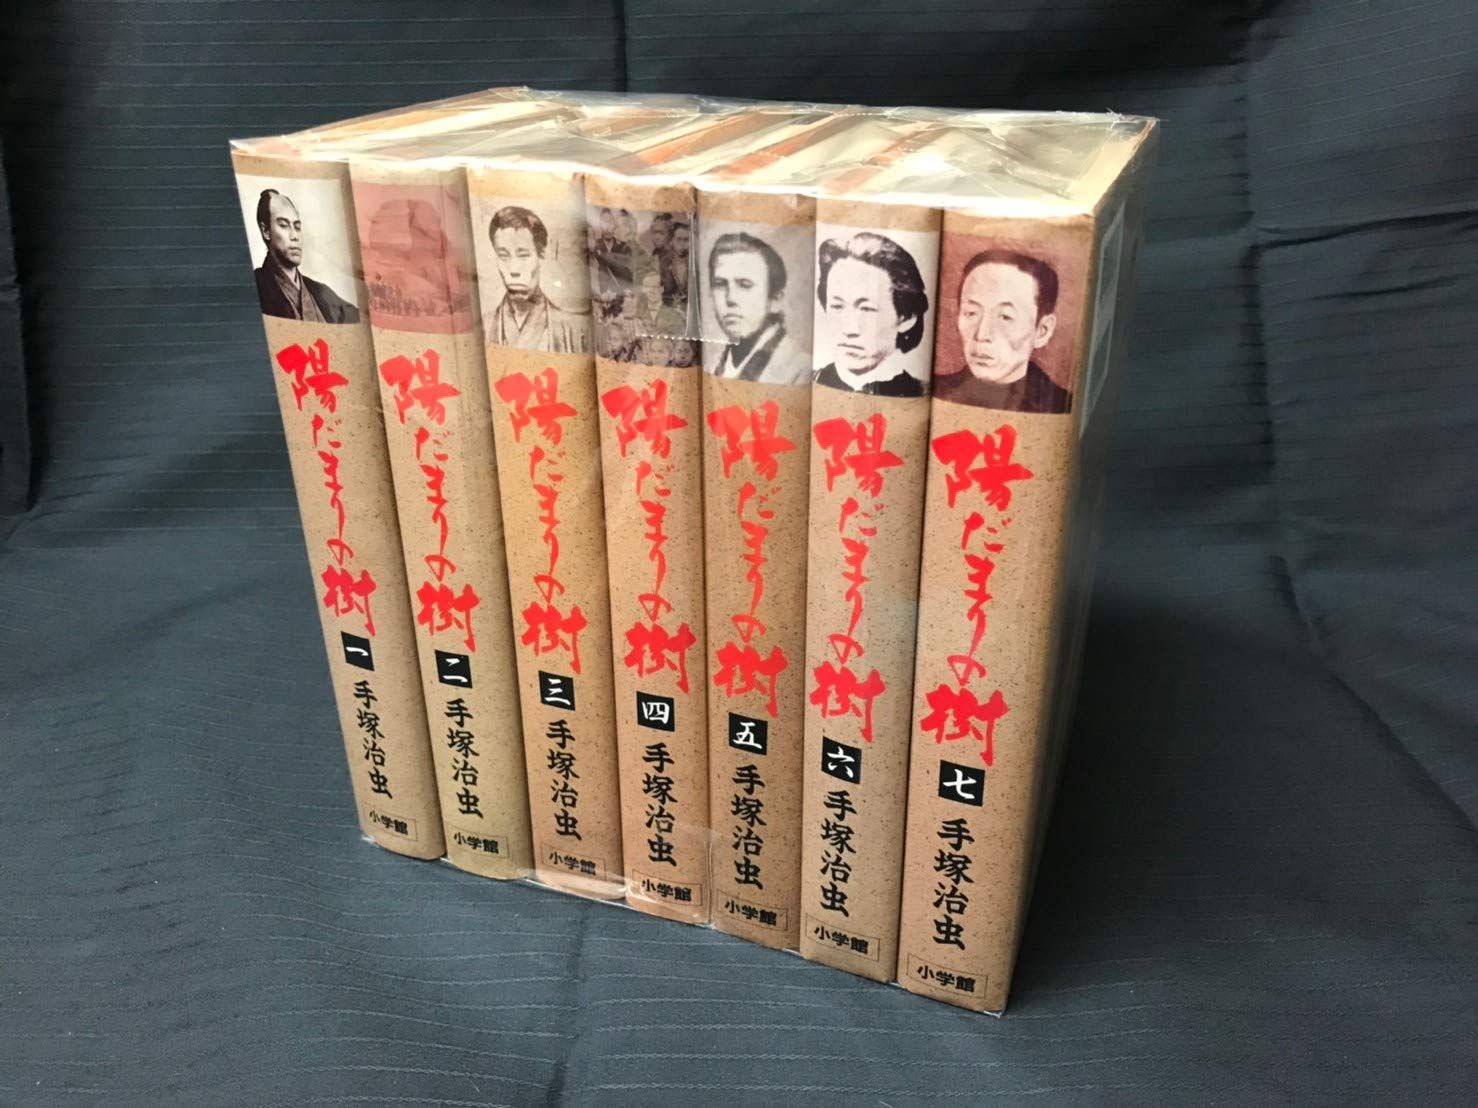 陽だまりの樹 一 手塚治虫 小学館
陽だまりの樹 二 手塚治虫 小学館
陽だまりの樹 三 手塚治虫 小学館
陽だまりの樹 四 手塚治虫 小学館
陽だまりの樹 五 手塚治虫 小学館
陽だまりの樹 六 手塚治虫 小学館
陽だまりの樹 七 手塚治虫 小学館